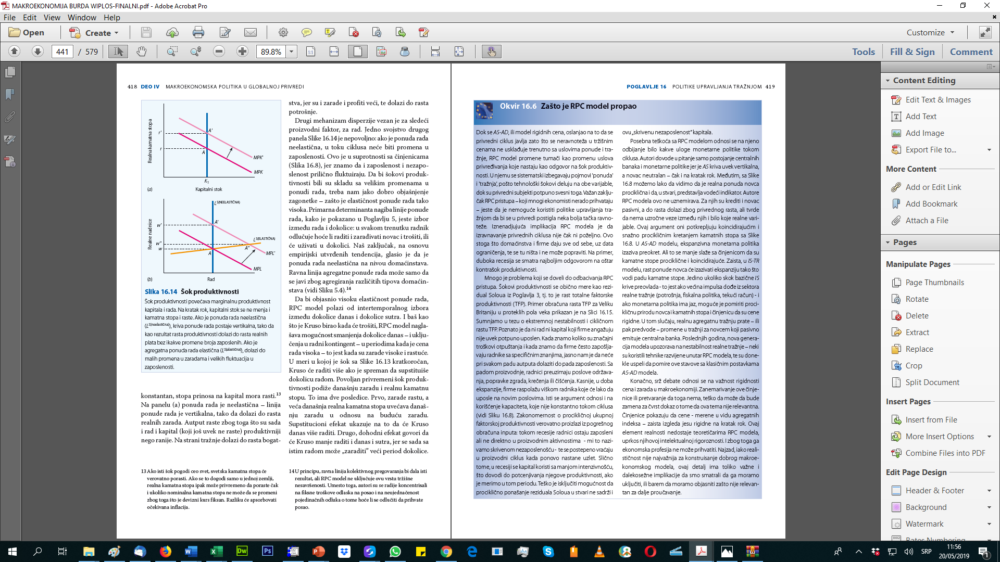 MAKROEKONOMIJA BURDA WIPLOS-FINALNI.pdf - Adobe Acrobat Pro
File Edit View Window Help
Open Create Customize
441 / 579 89.8% Tools Fill & Sign Comment
418 DEO IV MAKROEKONOMSKA POLITIKA U GLOBALNOJ PRIVREDI
Realna kamatna stopa
r'
r
A'
A
MPK'
MPK
K1
(a) Kapitalni stok
Realne nadnice
LS(NEELASTIČNA)
w'
A'
w''
w
LS(ELASTIČNA)
A
A''
MPL'
MPL
(b) Rad
Slika 16.14 Šok produktivnosti
Šok produktivnosti povećava marginalnu produktivnost
kapitala i rada. Na kratak rok, kapitalni stok se ne menja i
kamatna stopa i raste. Ako je ponuda rada neelastična
(LS(neelastična)), kriva ponude rada postaje vertikalna, tako da
kao rezultat rasta produktivnosti dolazi do rasta realnih
plata bez ikakve promene broja zaposlenih. Ako je
agregatna ponuda rada elastična (LS(elastična)), dolazi do
malih promena u zaradama i velikih fluktuacija u
zaposlenosti.
konstantan, stopa prinosa na kapital mora rasti.13
Na panelu (a) ponuda rada je neelastična – linija
ponude rada je vertikalna, tako da dolazi do rasta
realnih zarada. Autput raste zbog toga što su sada
i rad i kapital (koji još uvek ne raste) produktivniji
nego ranije. Na strani tražnje dolazi do rasta bogat-
stva, jer su i zarade i profiti veći, te dolazi do rasta
potrošnje.
Drugi mehanizam disperzije vezan je za sledeći
proizvodni faktor, za rad. Jedno svojstvo drugog
panela Slike 16.14 je nepovoljno: ako je ponuda rada
neelastična, u toku ciklusa neće biti promena u
zaposlenosti. Ovo je u suprotnosti sa činjenicama
(Slika 16.8), jer znamo da i zaposlenost i nezapo-
slenost prilično fluktuiraju. Da bi šokovi produk-
tivnosti bili su skladu sa velikim promenama u
ponudi rada, treba nam jako dobro objašnjenje
zagonetke – zašto je elastičnost ponude rada tako
visoka. Primarna determinanta nagiba linije ponude
rada, kako je pokazano u Poglavlju 5, jeste izbor
između rada i dokolice: u svakom trenutku radnik
odlučuje hoće li raditi i zarađivati novac i trošiti, ili
će uživati u dokolici. Naš zaključak, na osnovu
empirijski utvrđenih tendencija, glasio je da je
ponuda rada neelastična na nivou domaćinstava.
Ravna linija agregatne ponude rada može samo da
se javi zbog agregiranja različitih tipova domaćin-
stava (vidi Sliku 5.4).14
Da bi objasnio visoku elastičnost ponude rada,
RPC model polazi od intertemporalnog izbora
između dokolice danas i dokolice sutra. I baš kao
što je Kruso birao kada će trošiti, RPC model nagla-
šava mogućnost smanjenja dokolice danas – i uklju-
čenja u radni kontingent – u periodima kada je cena
rada visoka – to jest kada su zarade visoke i rastuće.
U meri u kojoj je šok sa Slike 16.13 kratkoročan,
Kruso će raditi više ako je spreman da supstituiše
dokolicu radom. Povoljan privremeni šok produk-
tivnosti podiže današnju zaradu i realnu kamatnu
stopu. To ima dve posledice. Prvo, zarade rastu, a
veća današnja realna kamatna stopa uvećava današ-
nju zaradu u odnosu na buduću zaradu.
Supstitucioni efekat ukazuje na to da će Kruso
danas više raditi. Drugo, dohodni efekat govori da
će Kruso manje raditi i danas i sutra, jer se sada sa
istim radom može „zaraditi” veći period dokolice.
13 Ako isti šok pogodi ceo svet, svetska kamatna stopa će
verovatno porasti. Ako se to dogodi samo u jednoj zemlji,
realna kamatna stopa ipak može privremeno da poraste čak
i ukoliko nominalna kamatna stopa ne može da se promeni
zbog toga što je devizni kurs fiksan. Razliku će apsorbovati
očekivana inflacija.
14 U principu, ravna linija kolektivnog pregovaranja bi dala isti
rezultat, ali RPC model ne uključuje ovu vrstu tržišne
nesavršenosti. Umesto toga, autori su se radije koncentrisali
na fiksne troškove odlaska na posao i na neujednačenost
pojedinačnih odluka o tome hoće li se odlučiti da prihvate
posao.
POGLAVLJE 16 POLITIKE UPRAVLJANJA TRAŽNJOM 419
Okvir 16.6 Zašto je RPC model propao
Dok se AS-AD, ili model rigidnih cena, oslanjao na to da se
privredni ciklus javlja zato što se neravnoteža u tržišnim
cenama ne usklađuje trenutno sa uslovima ponude i tra-
žnje, RPC model promene tumači kao promenu uslova
privređivanja koje nastaju kao odgovor na šok produktiv-
nosti. U njemu se sistematski izbegavaju pojmovi 'ponuda'
i 'tražnja', pošto tehnološki šokovi deluju na obe varijable,
dok su privredni subjekti potpuno svesni toga. Važan zaklju-
čak RPC pristupa – koji mnogi ekonomisti nerado prihvataju
– jeste da je nemoguće koristiti politike upravljanja tra-
žnjom da bi se u privredi postigla neka bolja tačka ravno-
teže. Iznenadjujuća implikacija RPC modela je da
izravnavanje privrednih ciklusa nije čak ni poželjno. Ovo
stoga što domaćinstva i firme daju sve od sebe, uz data
ograničenja, te se tu ništa i ne može popraviti. Na primer,
duboka recesija se smatra najboljim odgovorom na oštar
kontrašok produktivnosti.
Mnogo je problema koji se doveli do odbacivanja RPC
pristupa. Šokovi produktivnosti se obično mere kao rezi-
dual Soloua iz Poglavlja 3, tj. to je rast totalne faktorske
produktivnosti (TFP). Primer obračuna rasta TFP za Veliku
Britaniju u proteklih pola veka prikazan je na Slici 16.15.
Sumnjamo u tezu o ekstremnoj nestabilnosti i cikličnom
rastu TFP. Poznato je da ni rad ni kapital koji firme angažuju
nije uvek potpuno uposlen. Kada znamo koliko su značajni
troškovi otpuštanja i kada znamo da firme često zapošlja-
vaju radnike sa specifičnim znanjima, jasno nam je da neće
pri svakom padu autputa dolaziti do pada zaposlenosti. Sa
padom proizvodnje, radnici preuzimaju poslove održava-
nja, popravke zgrada, krečenja ili čišćenja. Kasnije, u doba
ekspanzije, firme raspolažu viškom radnika koje će lako da
uposle na novim poslovima. Isti se argument odnosi i na
korišćenje kapaciteta, koje nije konstantno tokom ciklusa
(vidi Sliku 16.8). Zakonomernost o procikličnoj ukupnoj
faktorskoj produktivnosti verovatno proizlazi iz pogrešnog
obračuna inputa: tokom recesije radnici ostaju zaposleni
ali ne direktno u proizvodnim aktivnostima - mi to nazi-
vamo skrivenom nezaposlenošću - te se postepeno vraćaju
u proizvodni ciklus kada ponovo nastane uzlet. Slično
tome, u recesiji se kapital koristi sa manjom intenzivnošću,
što dovodi do potcenjivanja njegove produktivnosti, ako
je merimo u tom periodu. Teško je isključiti mogućnost da
prociklično ponašanje reziduala Soloua u stvari ne sadrži i
ovu „skrivenu nezaposlenost” kapitala.
Posebna teškoća sa RPC modelom odnosi se na njeno
odbijanje bilo kakve uloge monetarne politike tokom
ciklusa. Autori dovode u pitanje samo postojanje centralnih
banaka i monetarne politike jer je AS kriva uvek vertikalna,
a novac neutralan – čak i na kratak rok. Međutim, sa Slike
16.8 možemo lako da vidimo da je realna ponuda novca
prociklična i da, u stvari, predstavlja vodeći indikator. Autore
RPC modela ovo ne uznemirava. Za njih su krediti i novac
pasivni, a do rasta dolazi zbog privrednog rasta, ali tvrde
da nema uzročne veze između njih i bilo koje realne vari-
jable. Ovaj argument oni potkrepljuju koincidirajućim i
snažno procikličnim kretanjem kamatnih stopa sa Slike
16.8. U AS-AD modelu, ekspanzivna monetarna politika
izaziva preokret. Ali to se manje slaže sa činjenicom da su
kamatne stope prociklične i koincidirajuće. Zaista, u IS-TR
modelu, rast ponude novca će izazivati ekspanziju tako što
vodi padu kamatne stope. Jedino ukoliko skok bazične IS
krive preovlada - to jest ako većina impulsa dođe iz sektora
realne tražnje (potrošnja, fiskalna politika, tekući račun) - i
ako monetarna politika ima jaz, moguće je pomiriti proci-
kličnu prirodu novca i kamatnih stopa i činjenicu da su cene
rigidne. U tom slučaju, realnu agregatnu tražnju prate – ili
pak predvode – promene u tražnji za novcem koji pasivno
emituje centralna banka. Poslednjih godina, nova genera-
cija modela upozorava na nestabilnost realne tražnje – neki
su koristili tehnike razvijene unutar RPC modela, te su done-
kle uspeli da pomire ove stavove sa klasičnim postavkama
AS-AD modela.
Konačno, srž debate odnosi se na važnost rigidnosti
cena i zarada u makroekonomiji. Zanemarivanje ove činje-
nice ili pretvaranje da toga nema, teško da može da bude
zamena za čvrst dokaz o tome da ova tema nije relevantna.
Činjenice pokazuju da cene - merene u vidu agregatnih
indeksa – zaista izgleda jesu rigidne na kratak rok. Ovaj
element realnosti nedostaje teoretičarima RPC modela,
uprkos njihovoj intelektualnoj rigoroznosti. I zbog toga ga
ekonomska profesija ne može prihvatiti. Najzad, iako reali-
stičnost nije najvažnija za konstruisanje dobrog makroe-
konomskog modela, ovaj detalj ima toliko važne i
dalekosežne implikacije da smo smatrali da ga moramo
uključiti, ili barem da moramo objasniti zašto nije relevan-
tan za dalje proučavanje.
Content Editing
Edit Text & Images
Add Text
Add Image
Export File to...
More Content
Add or Edit Link
Add Bookmark
Attach a File
Pages
Manipulate Pages
Page Thumbnails
Rotate
Delete
Extract
Replace
Crop
Split Document
Insert Pages
Insert from File
More Insert Options
Combine Files into PDF
Edit Page Design
Header & Footer
Background
Watermark
Bates Numbering
SRP
11:56
20/05/2019